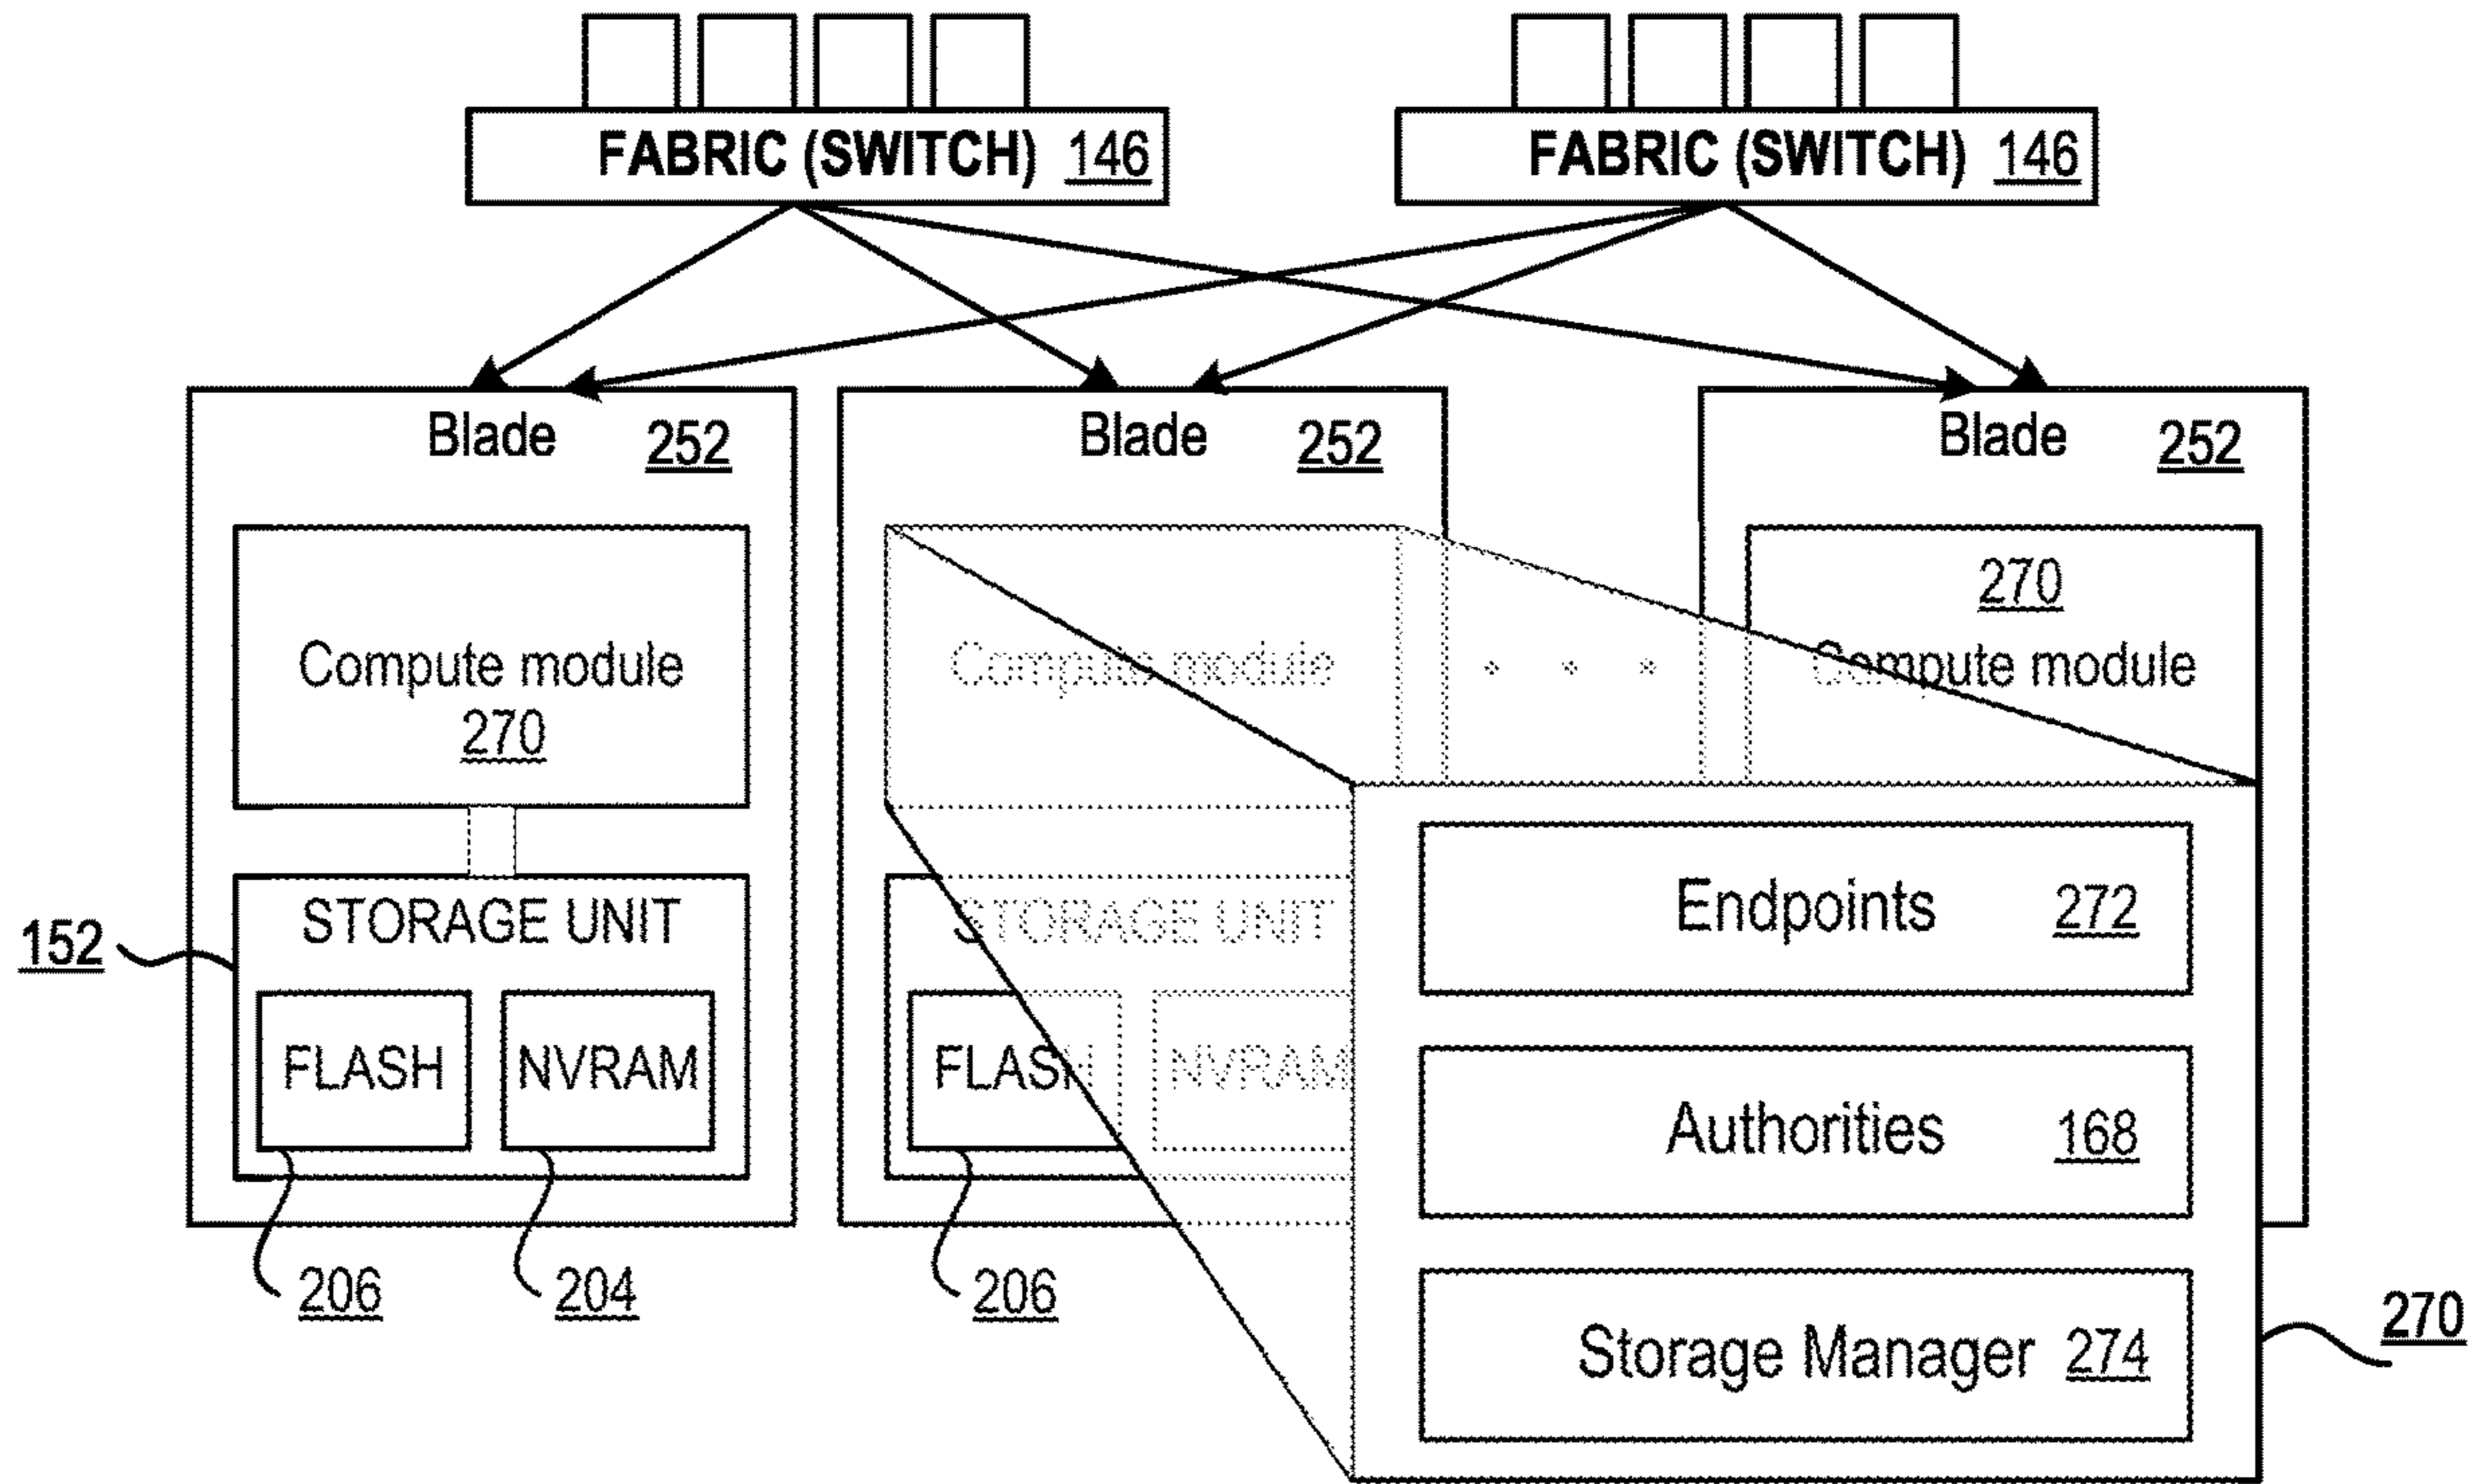 FABRIC (SWITCH) 146
FABRIC (SWITCH) 146
Blade 252
Blade 252
Blade 252
Compute module
270
Compute module
270
Compute module
152
STORAGE UNIT
FLASH
NVRAM
206
204
STORAGE UNIT
FLASH
NVRAM
206
Endpoints 272
Authorities 168
Storage Manager 274
270